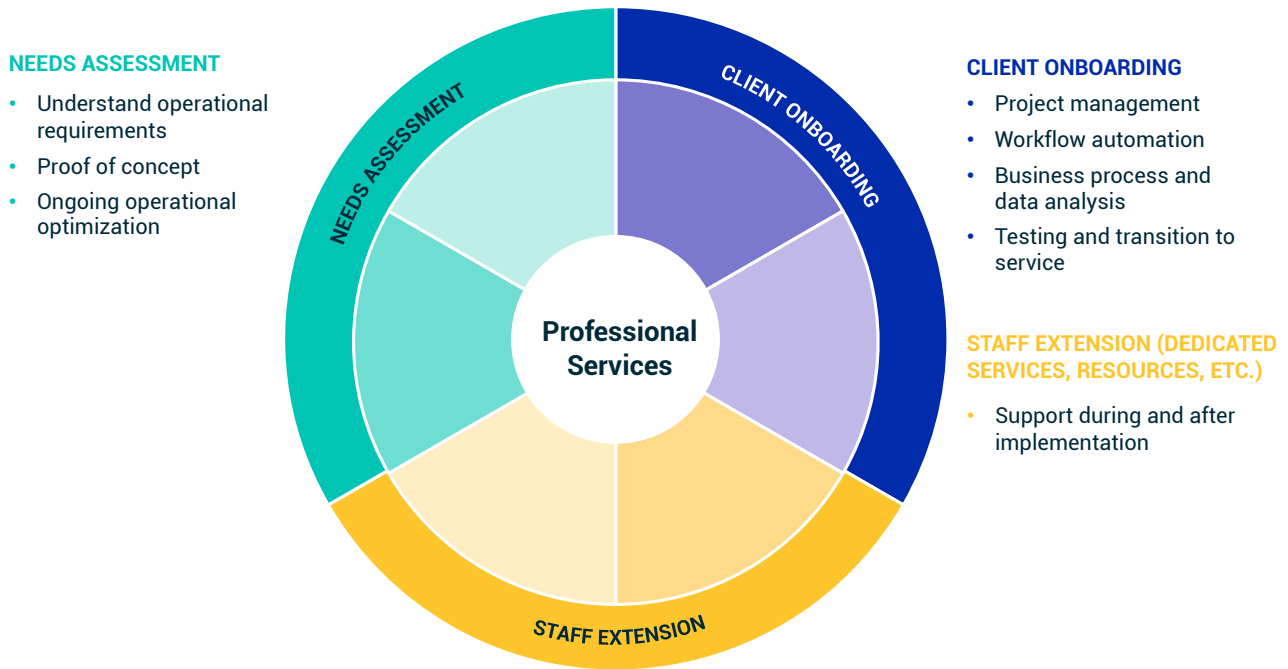 NEEDS ASSESSMENT
• Understand operational
requirements
• Proof of concept
• Ongoing operational
optimization
NEEDS ASSESSMENT
CLIENT ONBOARDING
Professional
Services
STAFF EXTENSION
CLIENT ONBOARDING
• Project management
• Workflow automation
• Business process and
data analysis
• Testing and transition to
service
STAFF EXTENSION (DEDICATED
SERVICES, RESOURCES, ETC.)
• Support during and after
implementation